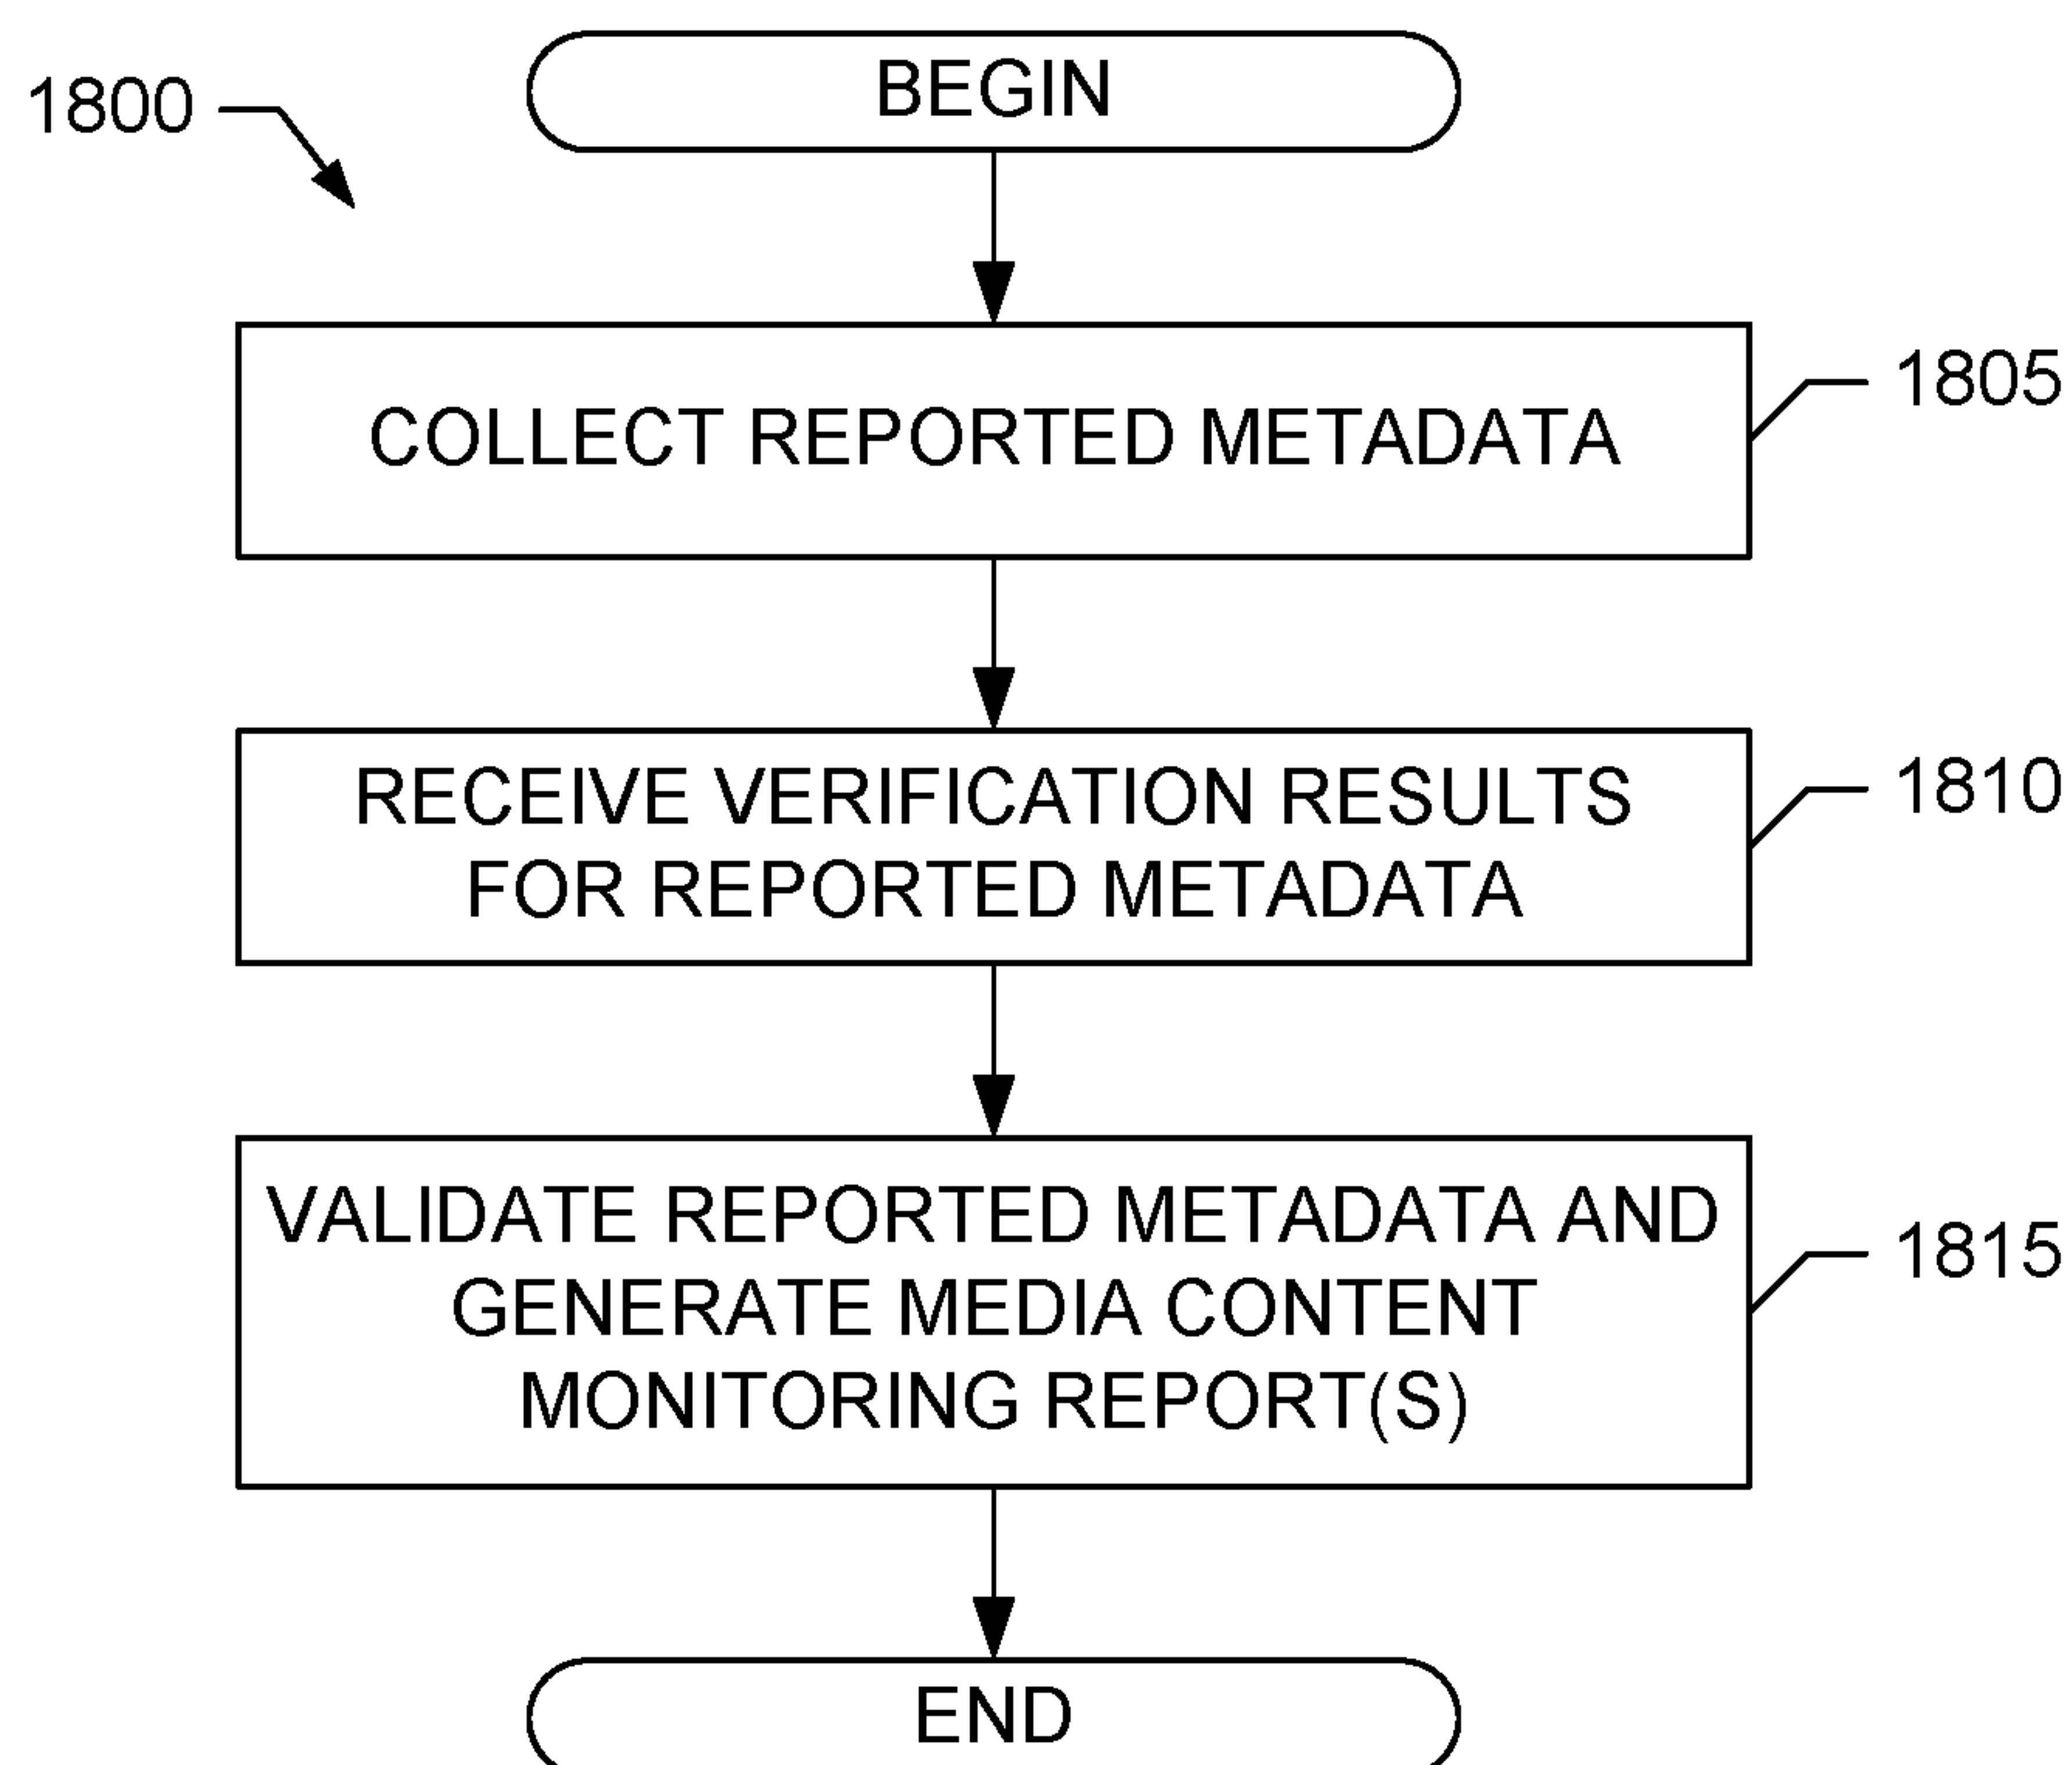 1800
BEGIN
COLLECT REPORTED METADATA
1805
RECEIVE VERIFICATION RESULTS
FOR REPORTED METADATA
1810
VALIDATE REPORTED METADATA AND
GENERATE MEDIA CONTENT
MONITORING REPORT(S)
1815
END